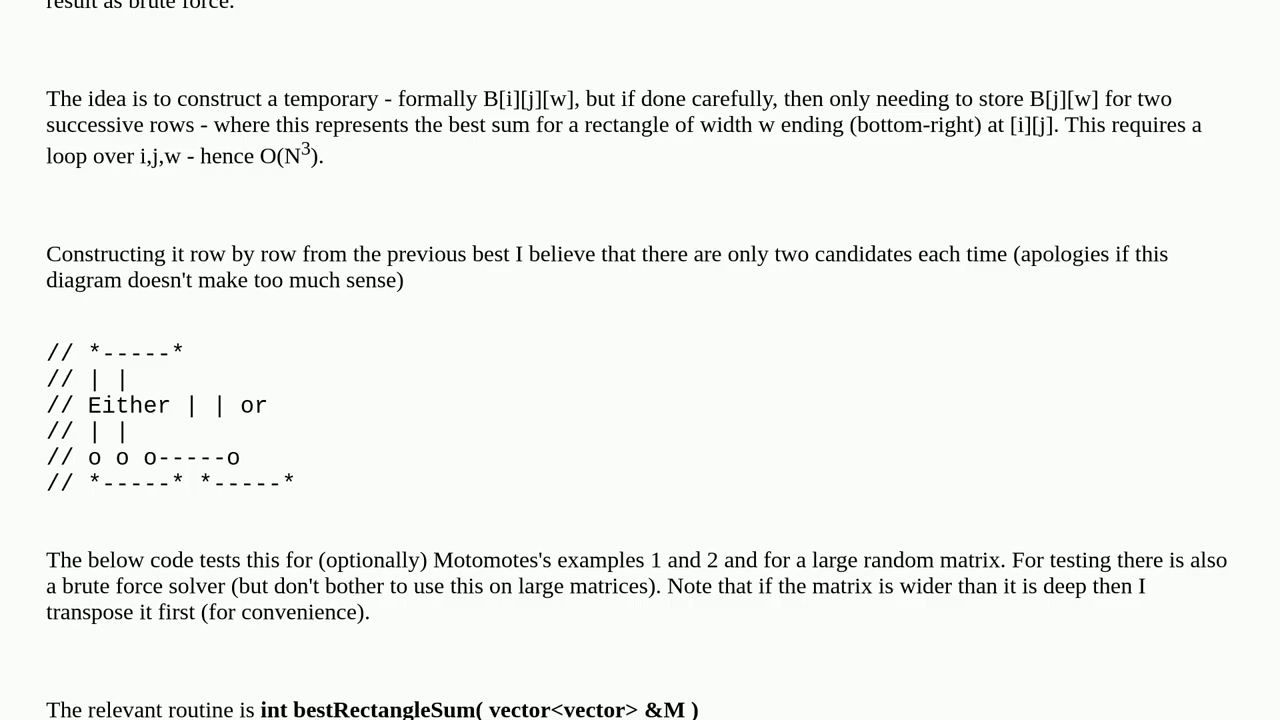 result as brute force.
The idea is to construct a temporary - formally B[i][j][w], but if done carefully, then only needing to store B[j][w] for two
successive rows - where this represents the best sum for a rectangle of width w ending (bottom-right) at [i][j]. This requires a
loop over i,j,w - hence O(N3).
Constructing it row by row from the previous best I believe that there are only two candidates each time (apologies if this
diagram doesn't make too much sense)
// *-----*
// | |
// Either | | or
// | |
// o o o-----o
// *-----* *-----*
The below code tests this for (optionally) Motomotes's examples 1 and 2 and for a large random matrix. For testing there is also
a brute force solver (but don't bother to use this on large matrices). Note that if the matrix is wider than it is deep then I
transpose it first (for convenience).
The relevant routine is int bestRectangleSum( vector<vector> &M )